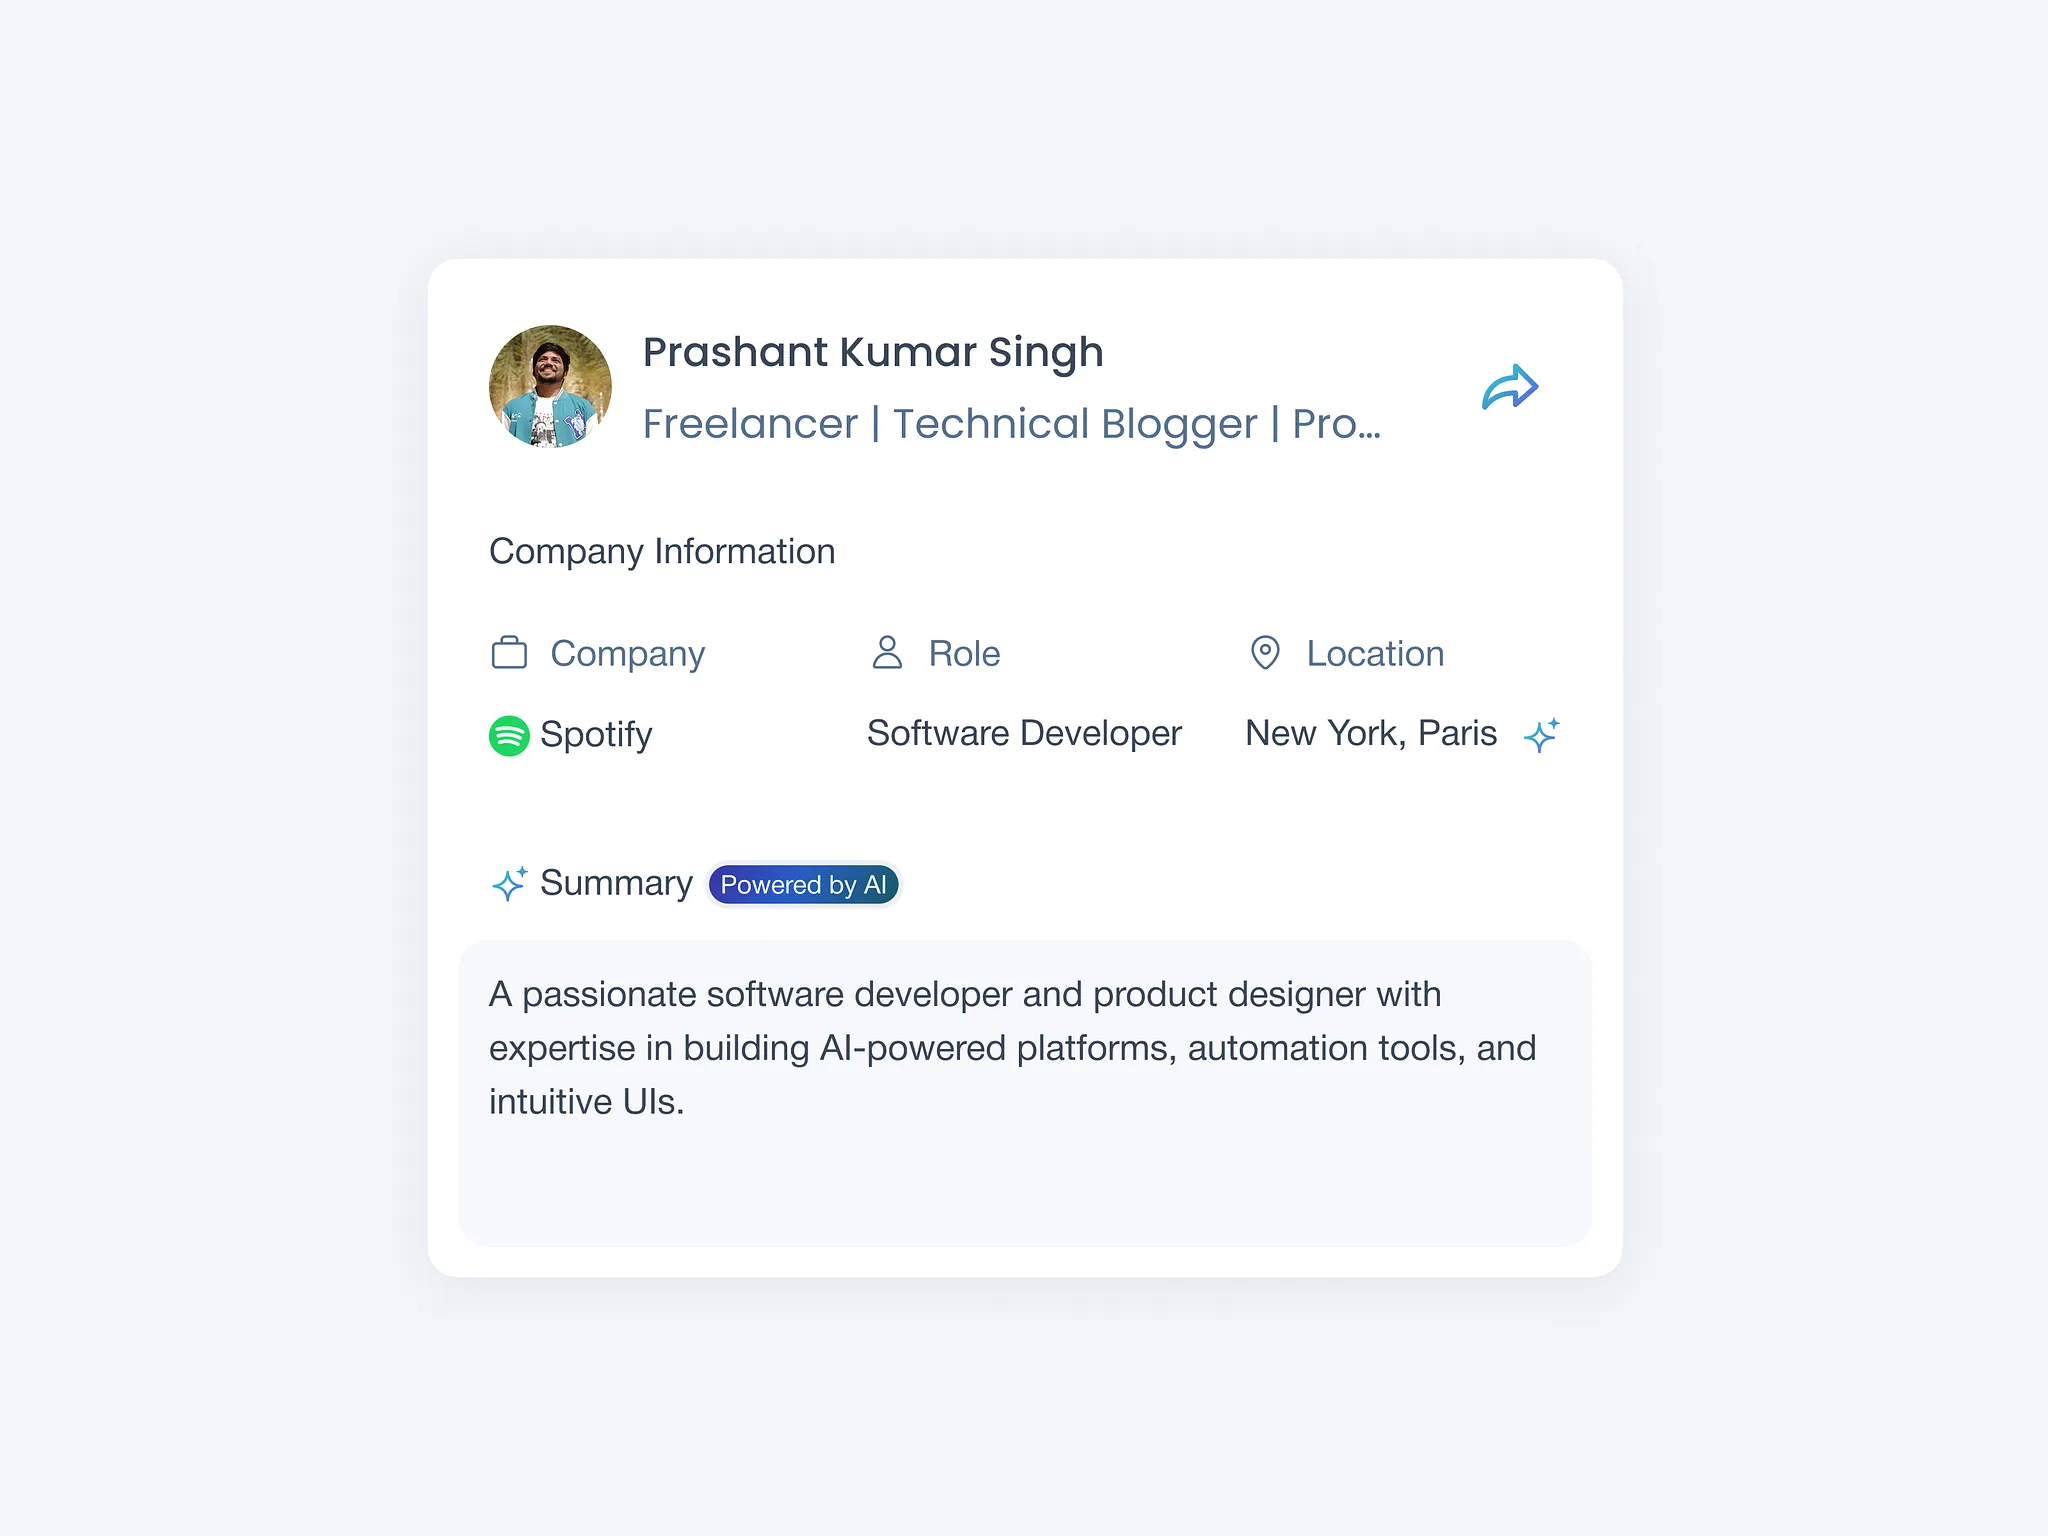 Prashant Kumar Singh
Freelancer | Technical Blogger | Pro...
Company Information
Company
Role
Location
Spotify
Software Developer
New York, Paris
Summary
Powered by AI
A passionate software developer and product designer with
expertise in building AI-powered platforms, automation tools, and
intuitive UIs.